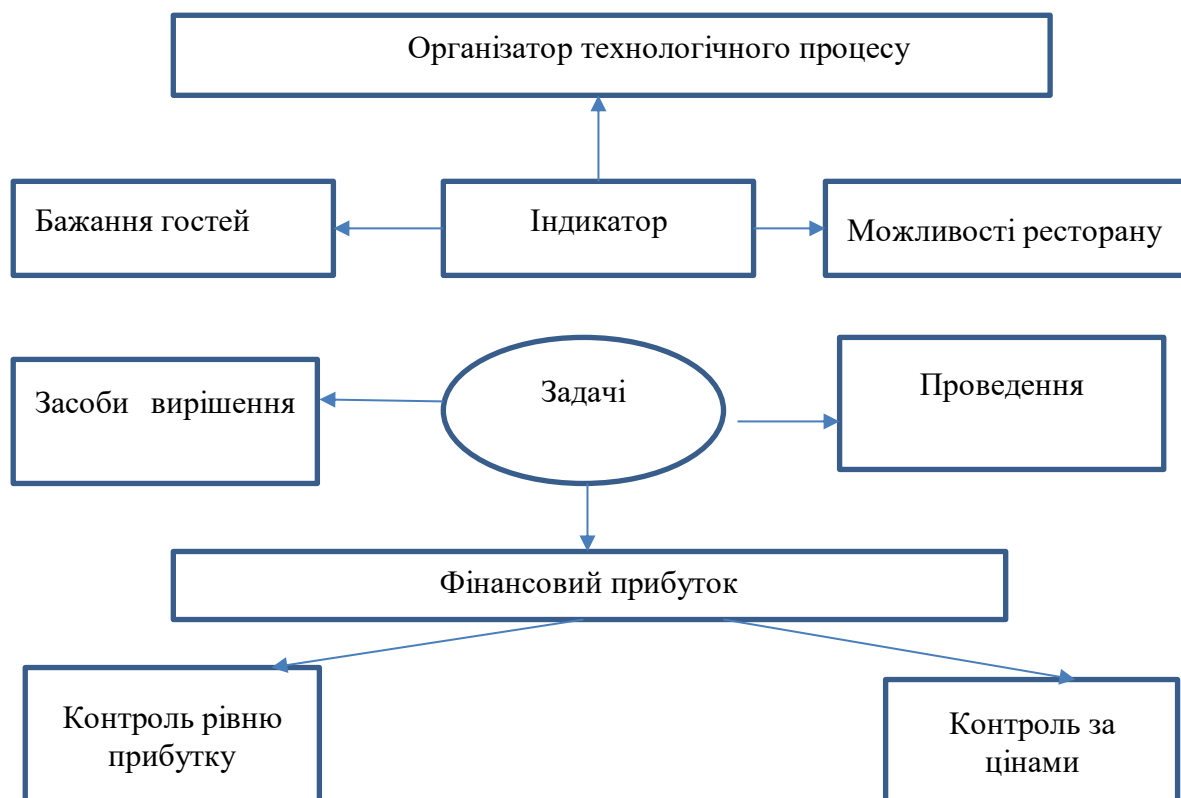 Організатор технологічного процесу
Бажання гостей
Індикатор
Можливості ресторану
Засоби вирішення
Задачі
Проведення
Фінансовий прибуток
Контроль рівню
прибутку
Контроль за
цінами